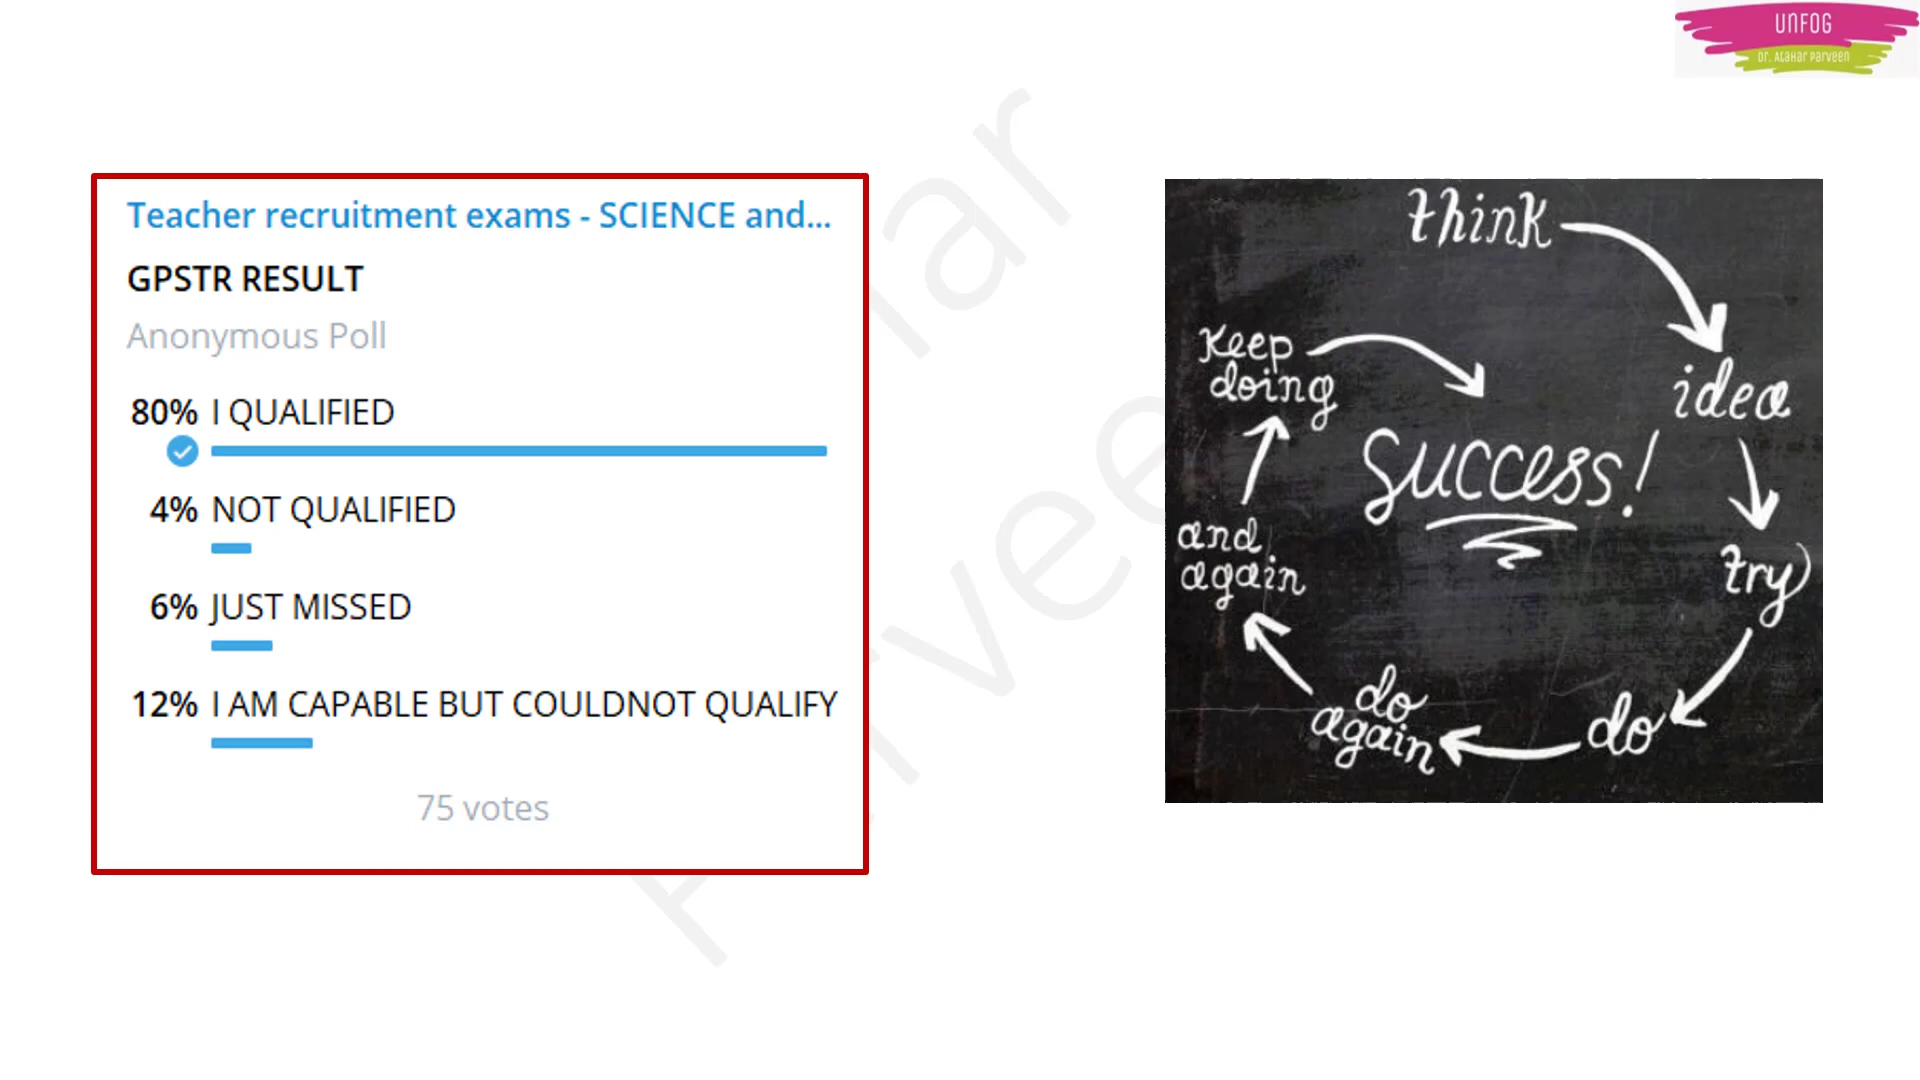 UNFOG
Dr. Atahar Parveen
Teacher recruitment exams - SCIENCE and...
GPSTR RESULT
Anonymous Poll
80% I QUALIFIED
4% NOT QUALIFIED
6% JUST MISSED
12% I AM CAPABLE BUT COULDNOT QUALIFY
75 votes
think
idea
try
do
do
again
and
again
keep
doing
success!